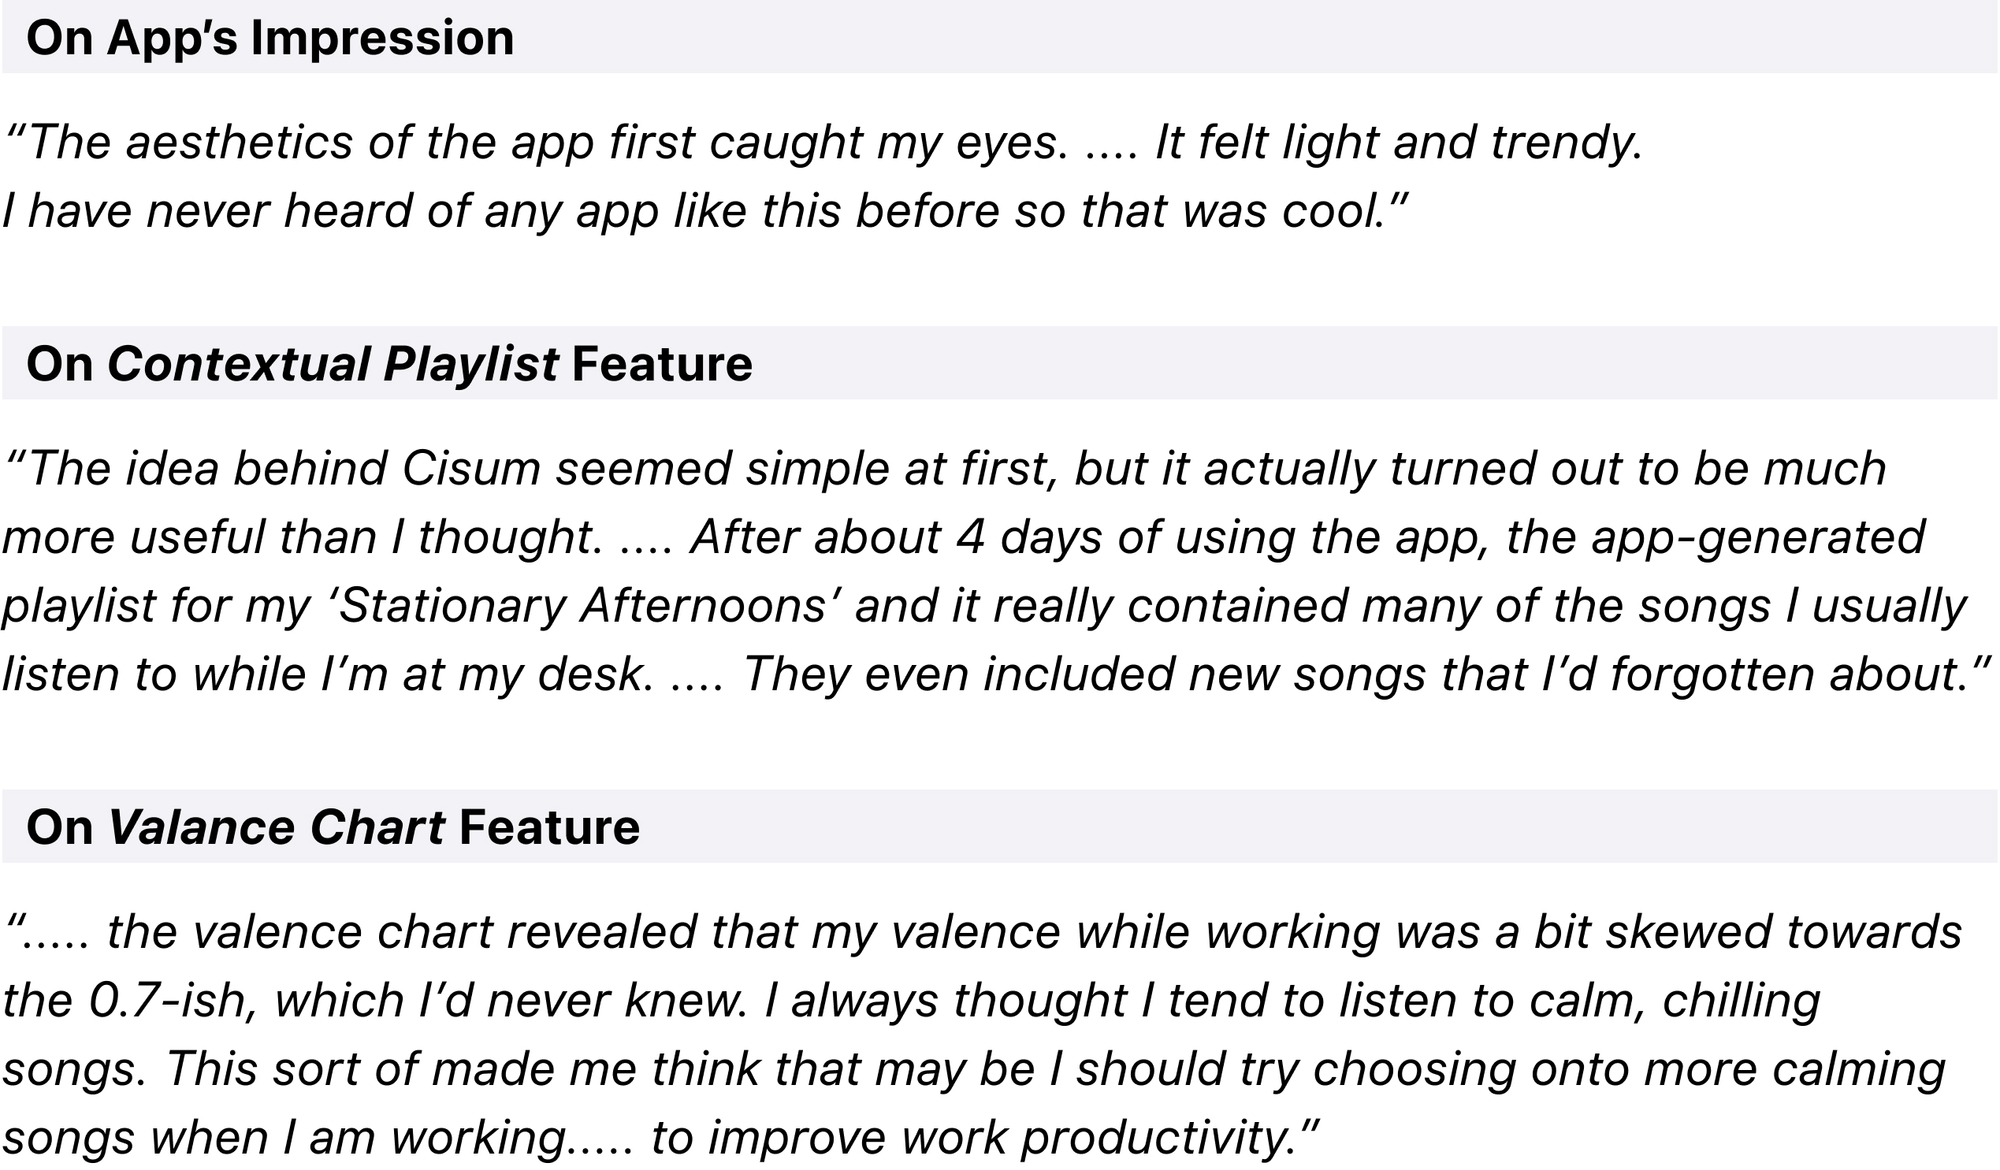 On App's Impression
“The aesthetics of the app first caught my eyes. .... It felt light and trendy.
I have never heard of any app like this before so that was cool.”
On Contextual Playlist Feature
“The idea behind Cisum seemed simple at first, but it actually turned out to be much
more useful than I thought. .... After about 4 days of using the app, the app-generated
playlist for my ‘Stationary Afternoons’ and it really contained many of the songs I usually
listen to while I’m at my desk. .... They even included new songs that I’d forgotten about.”
On Valance Chart Feature
“..... the valence chart revealed that my valence while working was a bit skewed towards
the 0.7-ish, which I’d never knew. I always thought I tend to listen to calm, chilling
songs. This sort of made me think that may be I should try choosing onto more calming
songs when I am working..... to improve work productivity.”